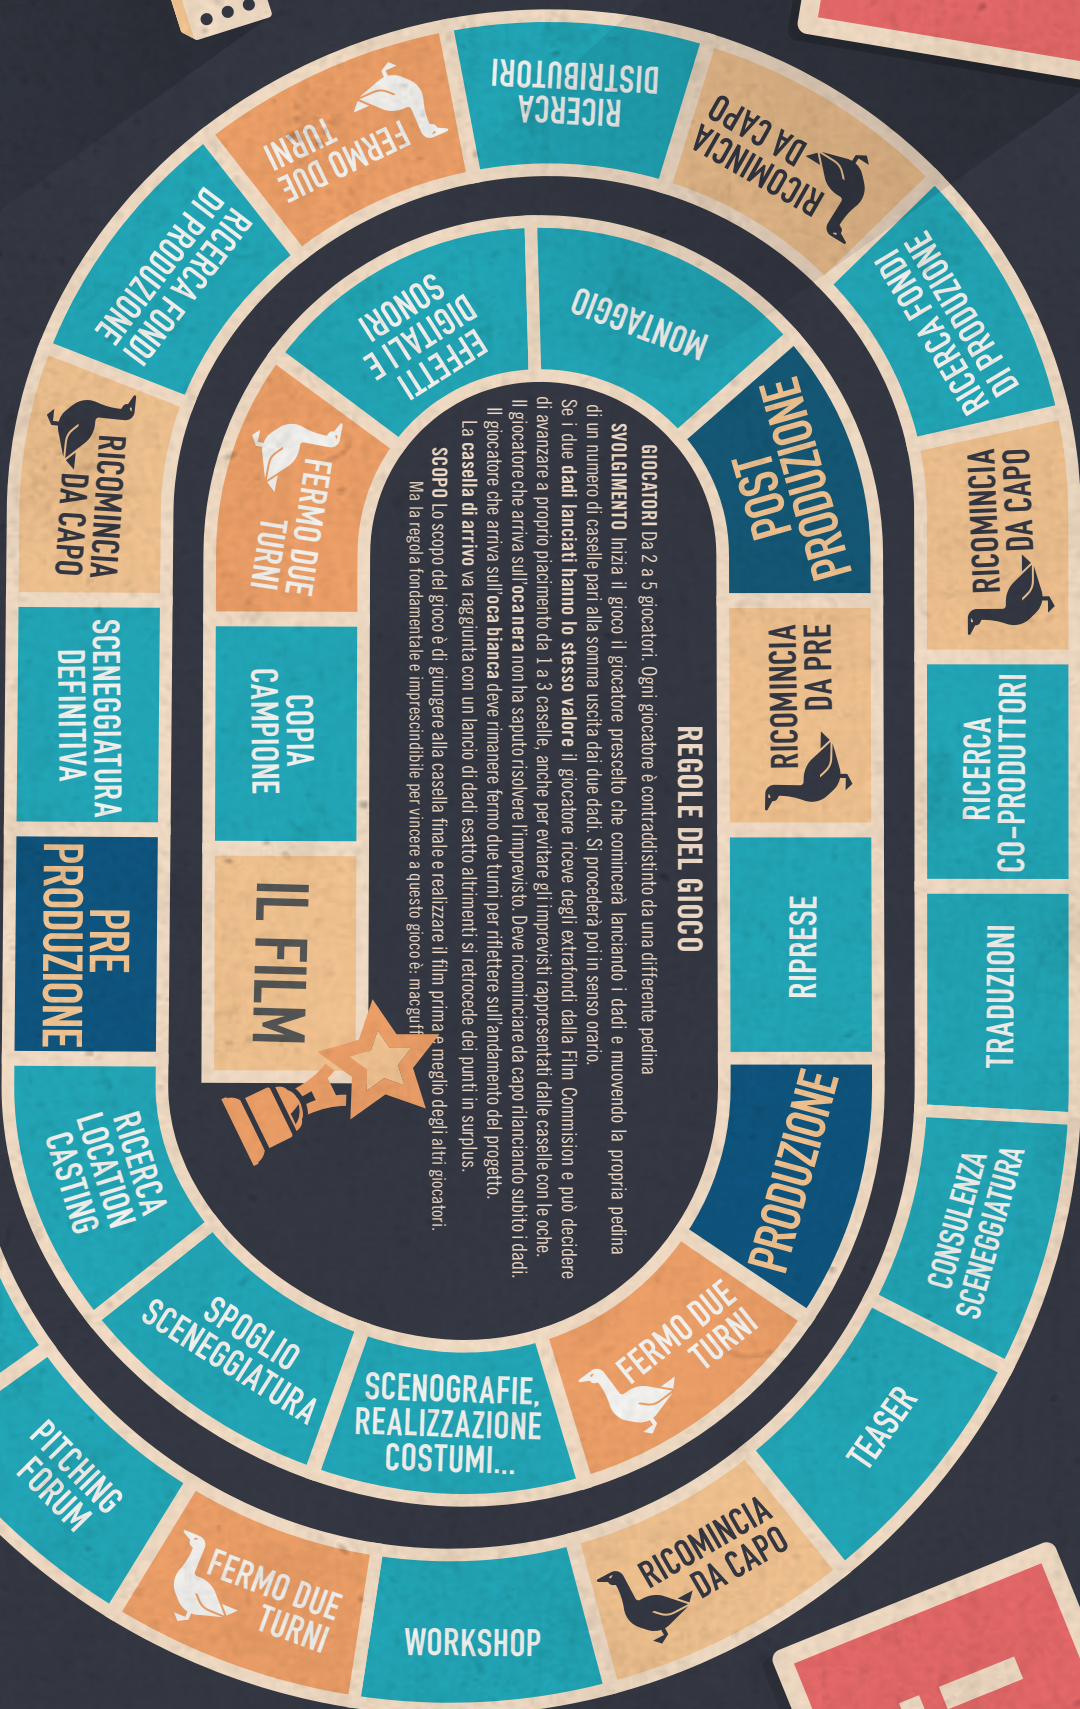 PITCHING
FORUM
FERMO DUE
TURNI
WORKSHOP
RICOMINCIA
DA CAPO
TEASER
CONSULENZA
SCENEGGIATURA
TRADUZIONI
RICERCA
CO-PRODUTTORI
RICOMINCIA
DA CAPO
RICERCA FONDI
DI PRODUZIONE
RICOMINCIA
DA CAPO
RICERCA
DISTRIBUTORI
FERMO DUE
TURNI
RICERCA FONDI
DI PRODUZIONE
RICOMINCIA
DA CAPO
SCENEGGIATURA
DEFINITIVA
PRE
PRODUZIONE
RICERCA
LOCATION
CASTING
SPOGLIO
SCENEGGIATURA
SCENOGRAFIE,
REALIZZAZIONE
COSTUMI...
FERMO DUE
TURNI
PRODUZIONE
RIPRESE
RICOMINCIA
DA PRE
POST
PRODUZIONE
MONTAGGIO
EFFETTI
DIGITALI E
SONORI
FERMO DUE
TURNI
COPIA
CAMPIONE
IL FILM
REGOLE DEL GIOCO
GIOCATORI Da 2 a 5 giocatori. Ogni giocatore è contraddistinto da una differente pedina
SVOLGIMENTO Inizia il gioco il giocatore prescelto che comincerà lanciando i dadi e muovendo la propria pedina
di un numero di caselle pari alla somma uscita dai due dadi. Si procederà poi in senso orario.
Se i due dadi lanciati hanno lo stesso valore il giocatore riceve degli extrafondi dalla Film Commision e può decidere
di avanzare a proprio piacimento da 1 a 3 caselle, anche per evitare gli imprevisti rappresentati dalle caselle con le oche.
Il giocatore che arriva sull'oca nera non ha saputo risolvere l'imprevisto. Deve ricominciare da capo rilanciando subito i dadi.
Il giocatore che arriva sull'oca bianca deve rimanere fermo due turni per riflettere sull'andamento del progetto.
La casella di arrivo va raggiunta con un lancio di dadi esatto altrimenti si retrocede dei punti in surplus.
SCOPO Lo scopo del gioco è di giungere alla casella finale e realizzare il film prima e meglio degli altri giocatori.
Ma la regola fondamentale e imprescindibile per vincere a questo gioco è: macguff